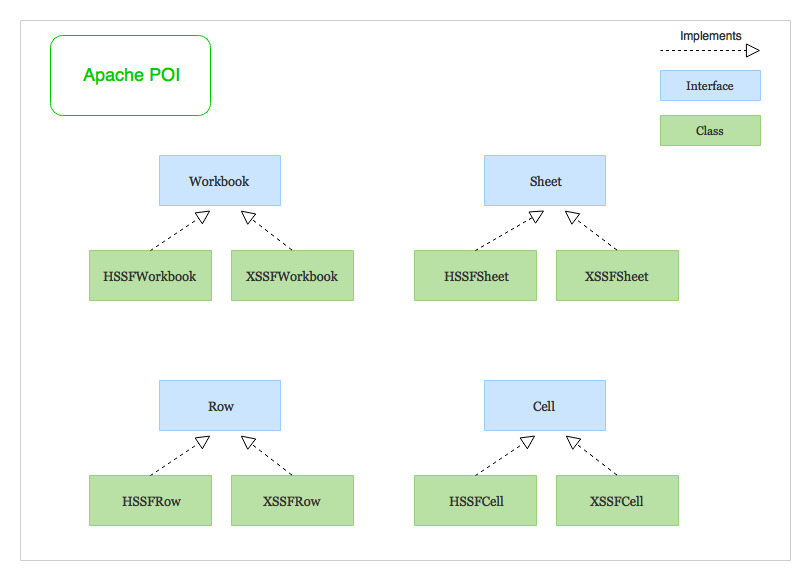 Implements
Apache POI
Interface
Class
Workbook
Sheet
HSSFWorkbook
XSSFWorkbook
HSSFSheet
XSSFSheet
Row
Cell
HSSFRow
XSSFRow
HSSFCell
XSSFCell